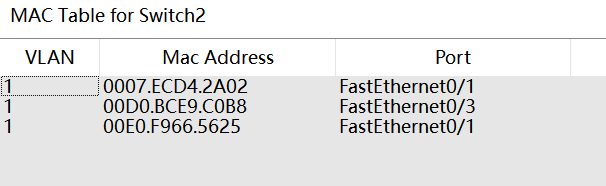 MAC Table for Switch2
VLAN Mac Address Port
1 0007.ECD4.2A02 FastEthernet0/1
1 00D0.BCE9.C0B8 FastEthernet0/3
1 00E0.F966.5625 FastEthernet0/1